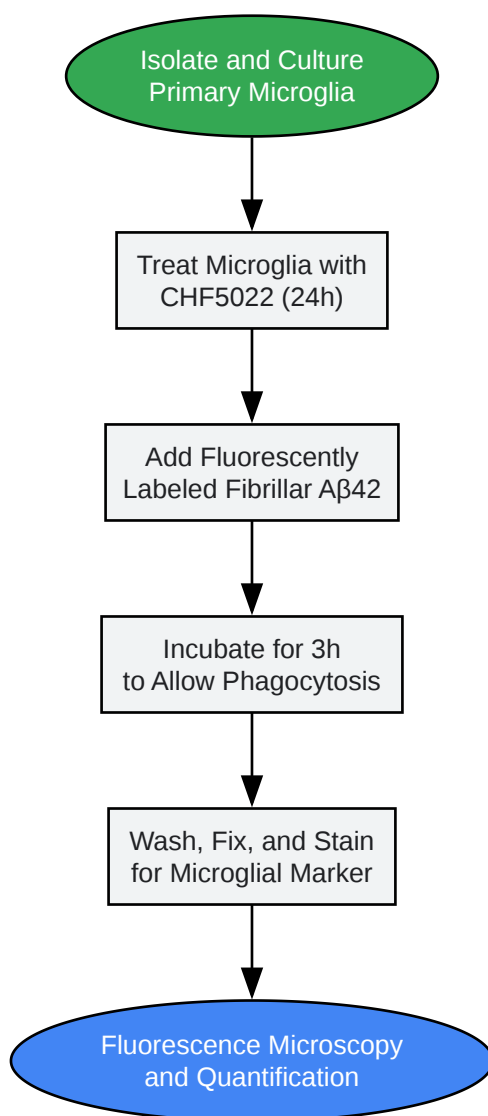 Isolate and Culture
Primary Microglia
Treat Microglia with
CHF5022 (24h)
Add Fluorescently
Labeled Fibrillar Aβ42
Incubate for 3h
to Allow Phagocytosis
Wash, Fix, and Stain
for Microglial Marker
Fluorescence Microscopy
and Quantification